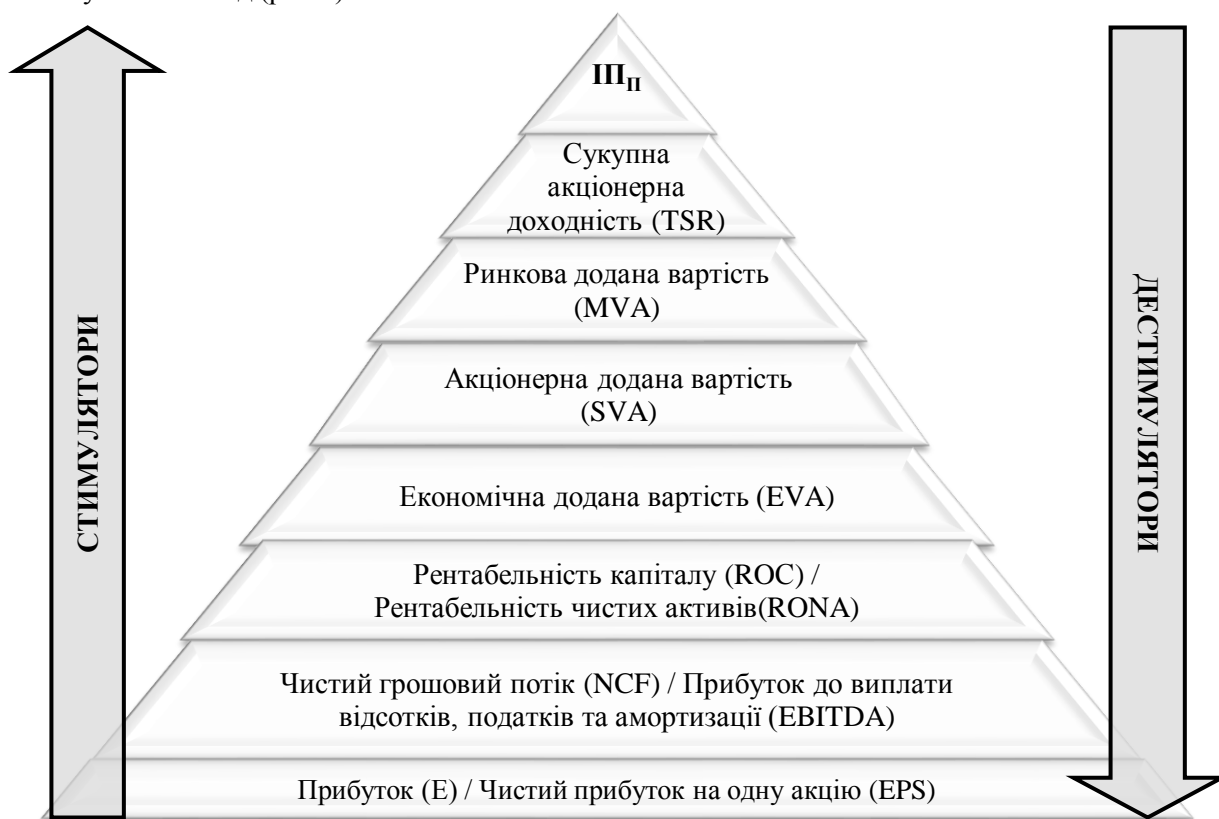 ІПП
Сукупна
акціонерна
доходність (TSR)
Ринкова додана вартість
(MVA)
Акціонерна додана вартість
(SVA)
Економічна додана вартість (EVA)
Рентабельність капіталу (ROC) /
Рентабельність чистих активів(RONA)
Чистий грошовий потік (NCF) / Прибуток до виплати
відсотків, податків та амортизації (EBITDA)
Прибуток (E) / Чистий прибуток на одну акцію (EPS)
СТИМУЛЯТОРИ
ДЕСТИМУЛЯТОРИ